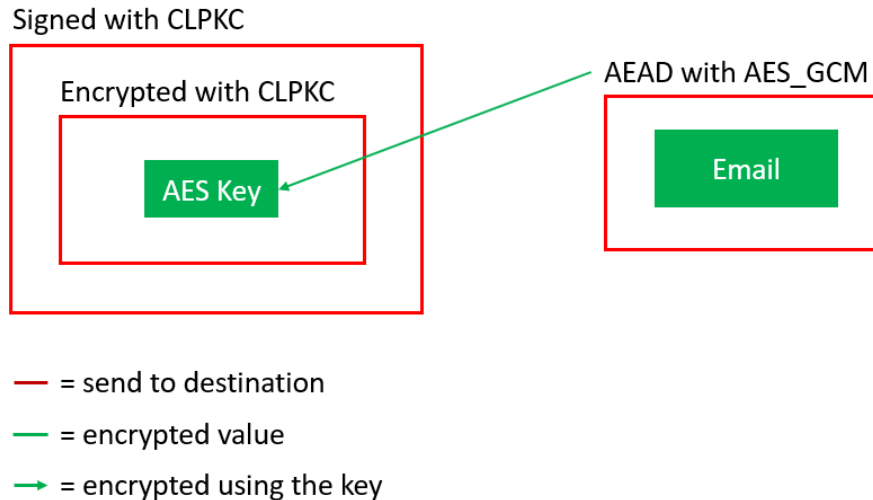 Signed with CLPKC
AEAD with AES_GCM
Encrypted with CLPKC
AES Key
Email
= send to destination
= encrypted value
= encrypted using the key